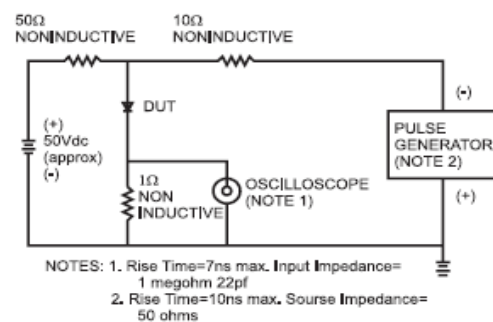 50Ω
NONINDUCTIVE
10Ω
NONINDUCTIVE
(+)
50Vdc
(approx)
(-)
DUT
1Ω
NON
INDUCTIVE
OSCILLOSCOPE
(NOTE 1)
(-)
PULSE
GENERATOR
(NOTE 2)
(+)
NOTES: 1. Rise Time=7ns max. Input Impedance=
1 megohm 22pf
2. Rise Time=10ns max. Sourse Impedance=
50 ohms